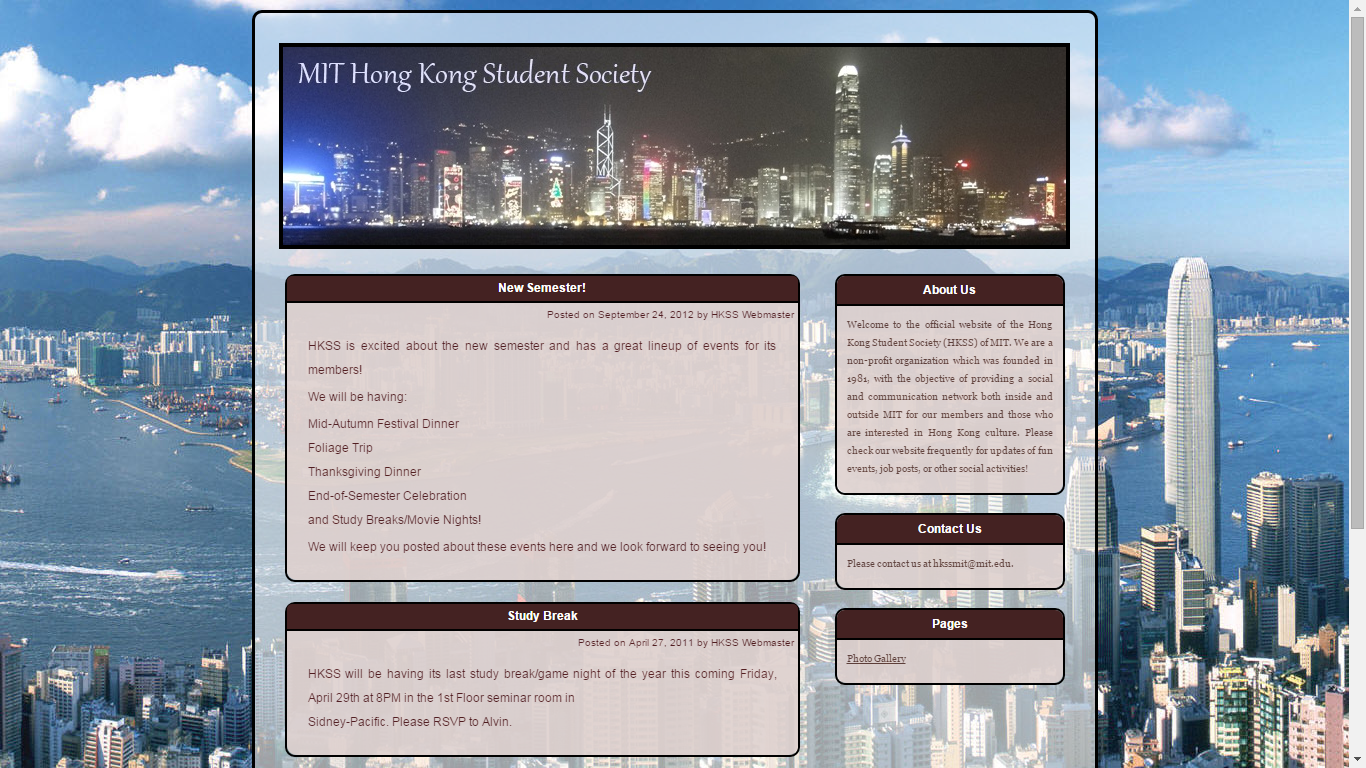 MIT Hong Kong Student Society
New Semester!
Posted on September 24, 2012 by HKSS Webmaster
HKSS is excited about the new semester and has a great lineup of events for its
members!
We will be having:
Mid-Autumn Festival Dinner
Foliage Trip
Thanksgiving Dinner
End-of-Semester Celebration
and Study Breaks/Movie Nights!
We will keep you posted about these events here and we look forward to seeing you!
Study Break
Posted on April 27, 2011 by HKSS Webmaster
HKSS will be having its last study break/game night of the year this coming Friday,
April 29th at 8PM in the 1st Floor seminar room in
Sidney-Pacific. Please RSVP to Alvin.
About Us
Welcome to the official website of the Hong
Kong Student Society (HKSS) of MIT. We are a
non-profit organization which was founded in
1981, with the objective of providing a social
and communication network both inside and
outside MIT for our members and those who
are interested in Hong Kong culture. Please
check our website frequently for updates of fun
events, job posts, or other social activities!
Contact Us
Please contact us at hkssmit@mit.edu.
Pages
Photo Gallery